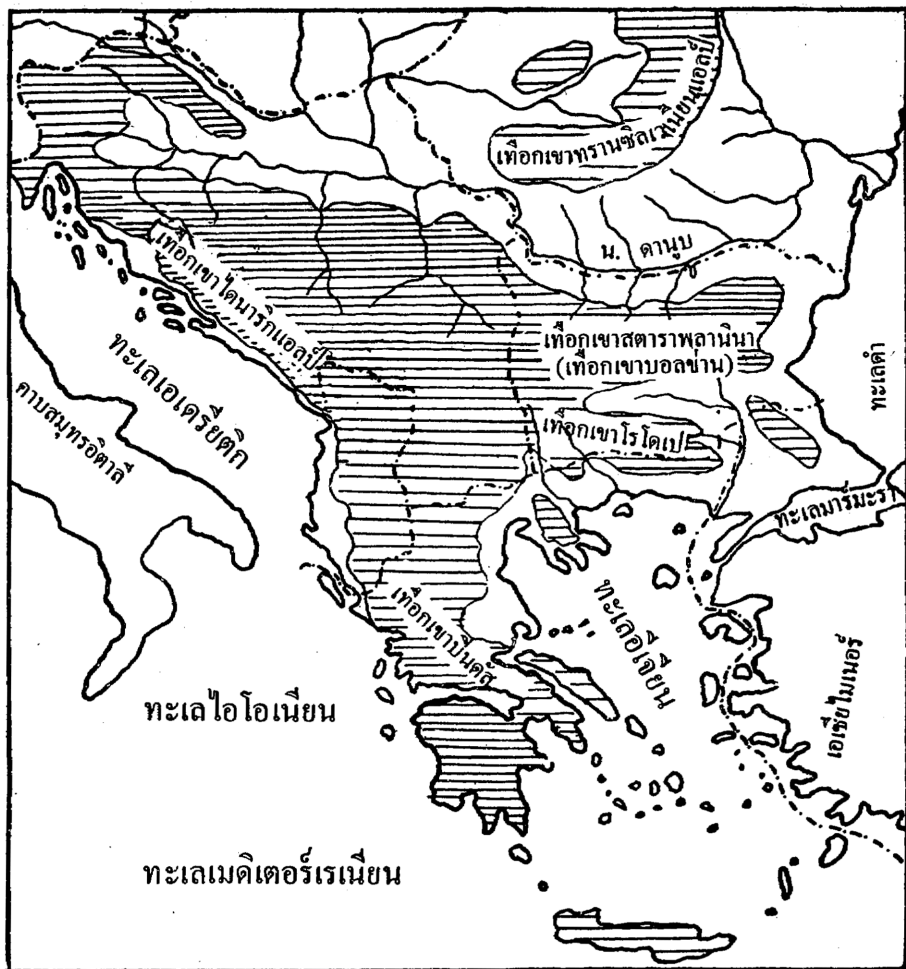 เทือกเขาทรานซิลเวเนียนแอลป์
น. ดานูบ
เทือกเขาไดนาริกแอลป์
เทือกเขาสตาราพลานินา
(เทือกเขาบอลข่าน)
ทะเลดำ
ทะเลเอเดรียติก
คาบสมุทรอิตาลี
เทือกเขาโรโดเป
ทะเลมาร์มะรา
เทือกเขาปินดัส
ทะเลอีเจียน
เอเซียไมเนอร์
ทะเลไอโอเนียน
ทะเลเมดิเตอร์เรเนียน